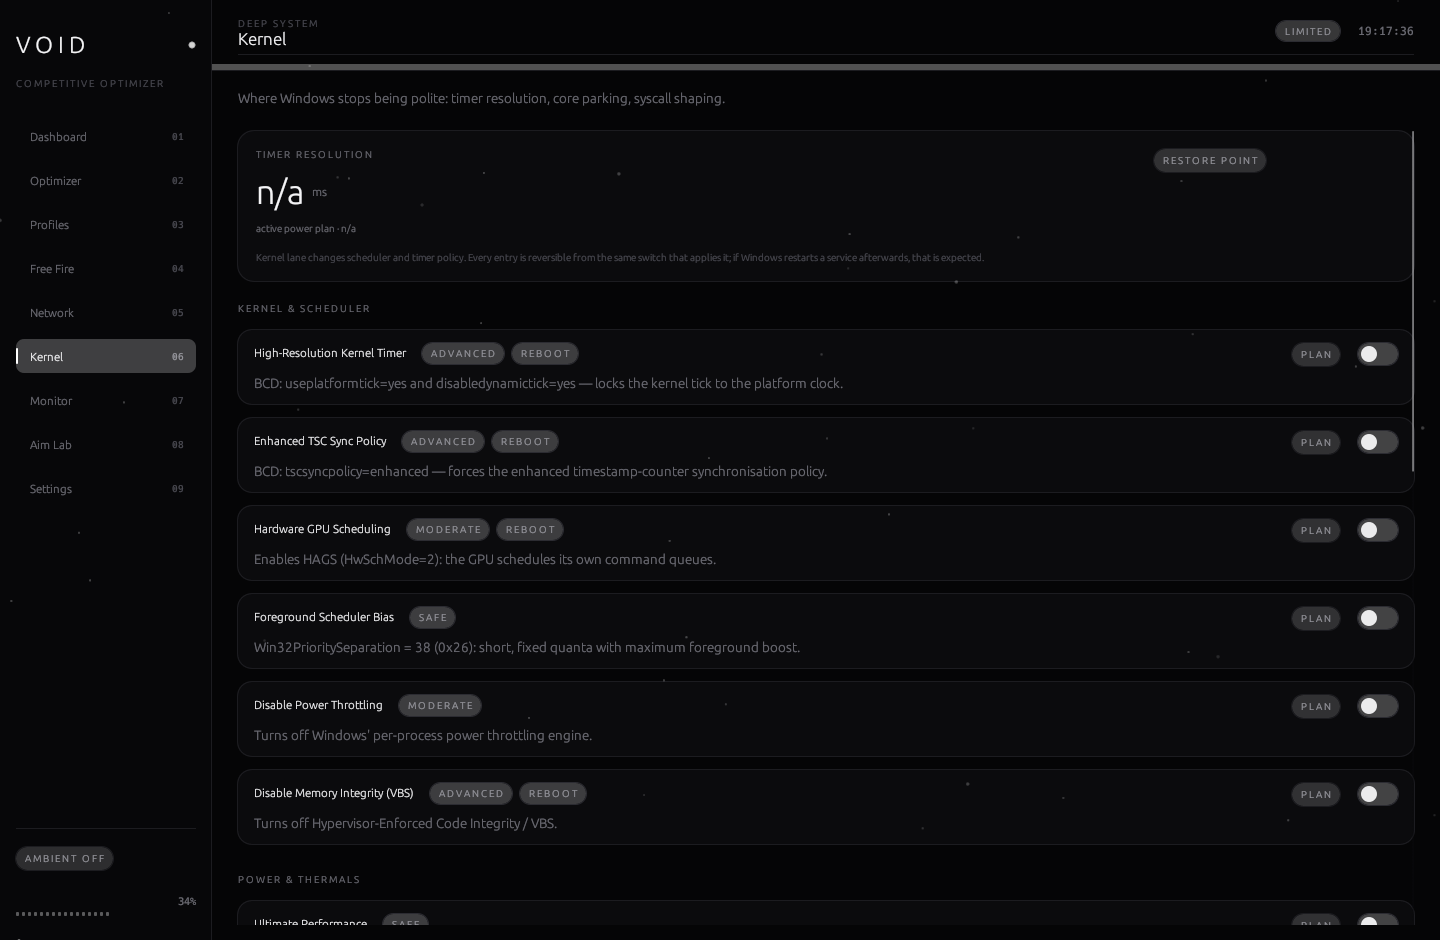 VOID
COMPETITIVE OPTIMIZER
Dashboard 01
Optimizer 02
Profiles 03
Free Fire 04
Network 05
Kernel 06
Monitor 07
Aim Lab 08
Settings 09
AMBIENT OFF
34%
DEEP SYSTEM
Kernel
LIMITED 19:17:36
Where Windows stops being polite: timer resolution, core parking, syscall shaping.
TIMER RESOLUTION
RESTORE POINT
n/a ms
active power plan · n/a
Kernel lane changes scheduler and timer policy. Every entry is reversible from the same switch that applies it; if Windows restarts a service afterwards, that is expected.
KERNEL & SCHEDULER
High-Resolution Kernel Timer ADVANCED REBOOT PLAN
BCD: useplatformtick=yes and disabledynamictick=yes — locks the kernel tick to the platform clock.
Enhanced TSC Sync Policy ADVANCED REBOOT PLAN
BCD: tscsyncpolicy=enhanced — forces the enhanced timestamp-counter synchronisation policy.
Hardware GPU Scheduling MODERATE REBOOT PLAN
Enables HAGS (HwSchMode=2): the GPU schedules its own command queues.
Foreground Scheduler Bias SAFE PLAN
Win32PrioritySeparation = 38 (0x26): short, fixed quanta with maximum foreground boost.
Disable Power Throttling MODERATE PLAN
Turns off Windows' per-process power throttling engine.
Disable Memory Integrity (VBS) ADVANCED REBOOT PLAN
Turns off Hypervisor-Enforced Code Integrity / VBS.
POWER & THERMALS
Ultimate Performance SAFE PLAN